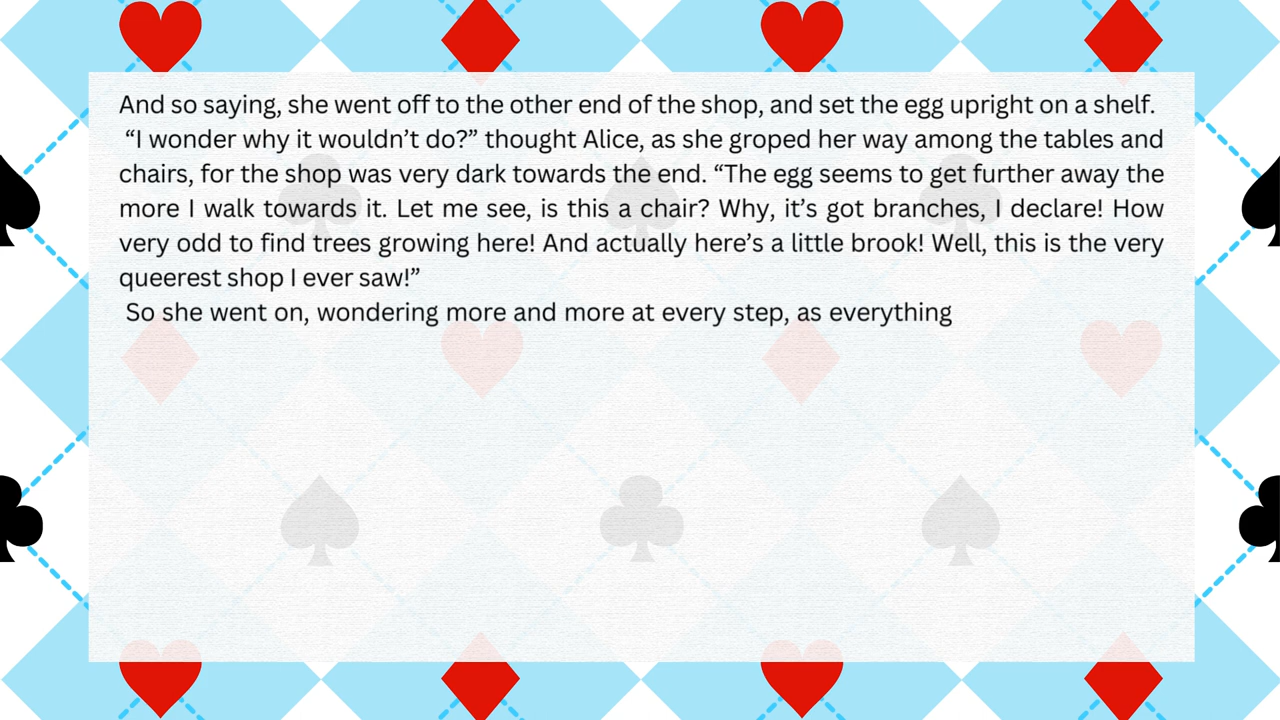 And so saying, she went off to the other end of the shop, and set the egg upright on a shelf.
“I wonder why it wouldn’t do?” thought Alice, as she groped her way among the tables and
chairs, for the shop was very dark towards the end. “The egg seems to get further away the
more I walk towards it. Let me see, is this a chair? Why, it’s got branches, I declare! How
very odd to find trees growing here! And actually here’s a little brook! Well, this is the very
queerest shop I ever saw!”
So she went on, wondering more and more at every step, as everything